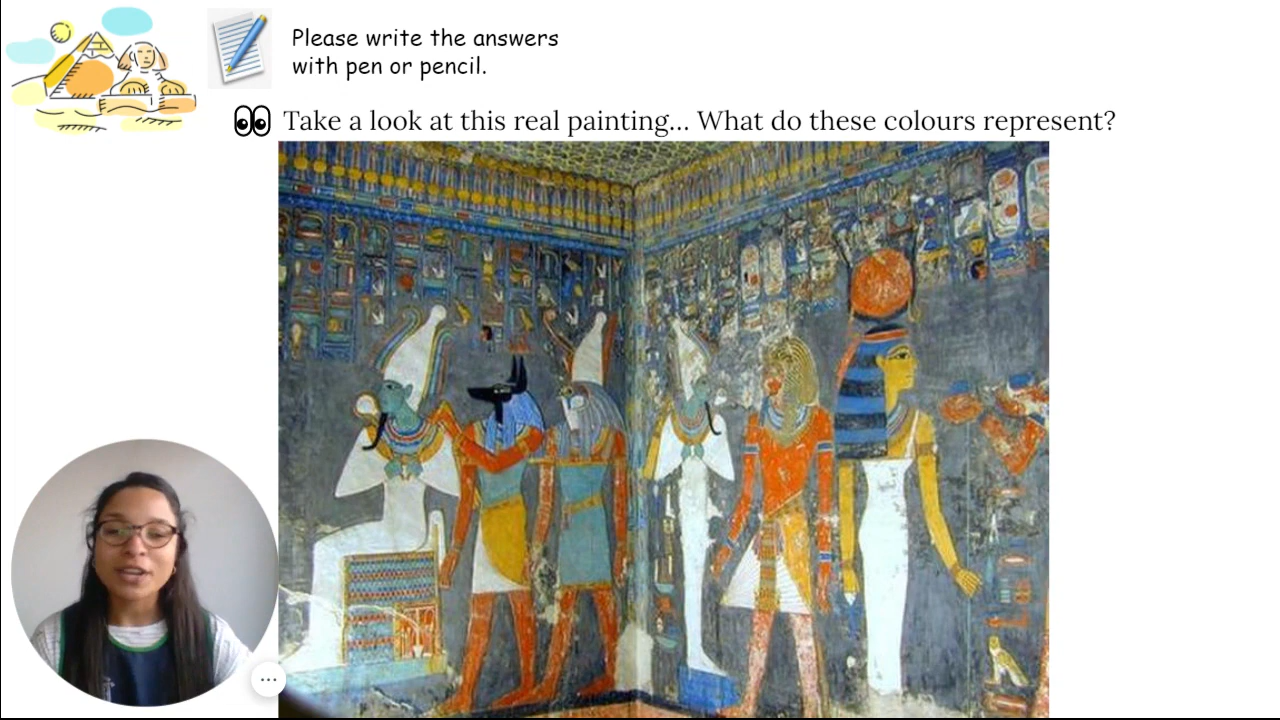 Please write the answers
with pen or pencil.
Take a look at this real painting... What do these colours represent?